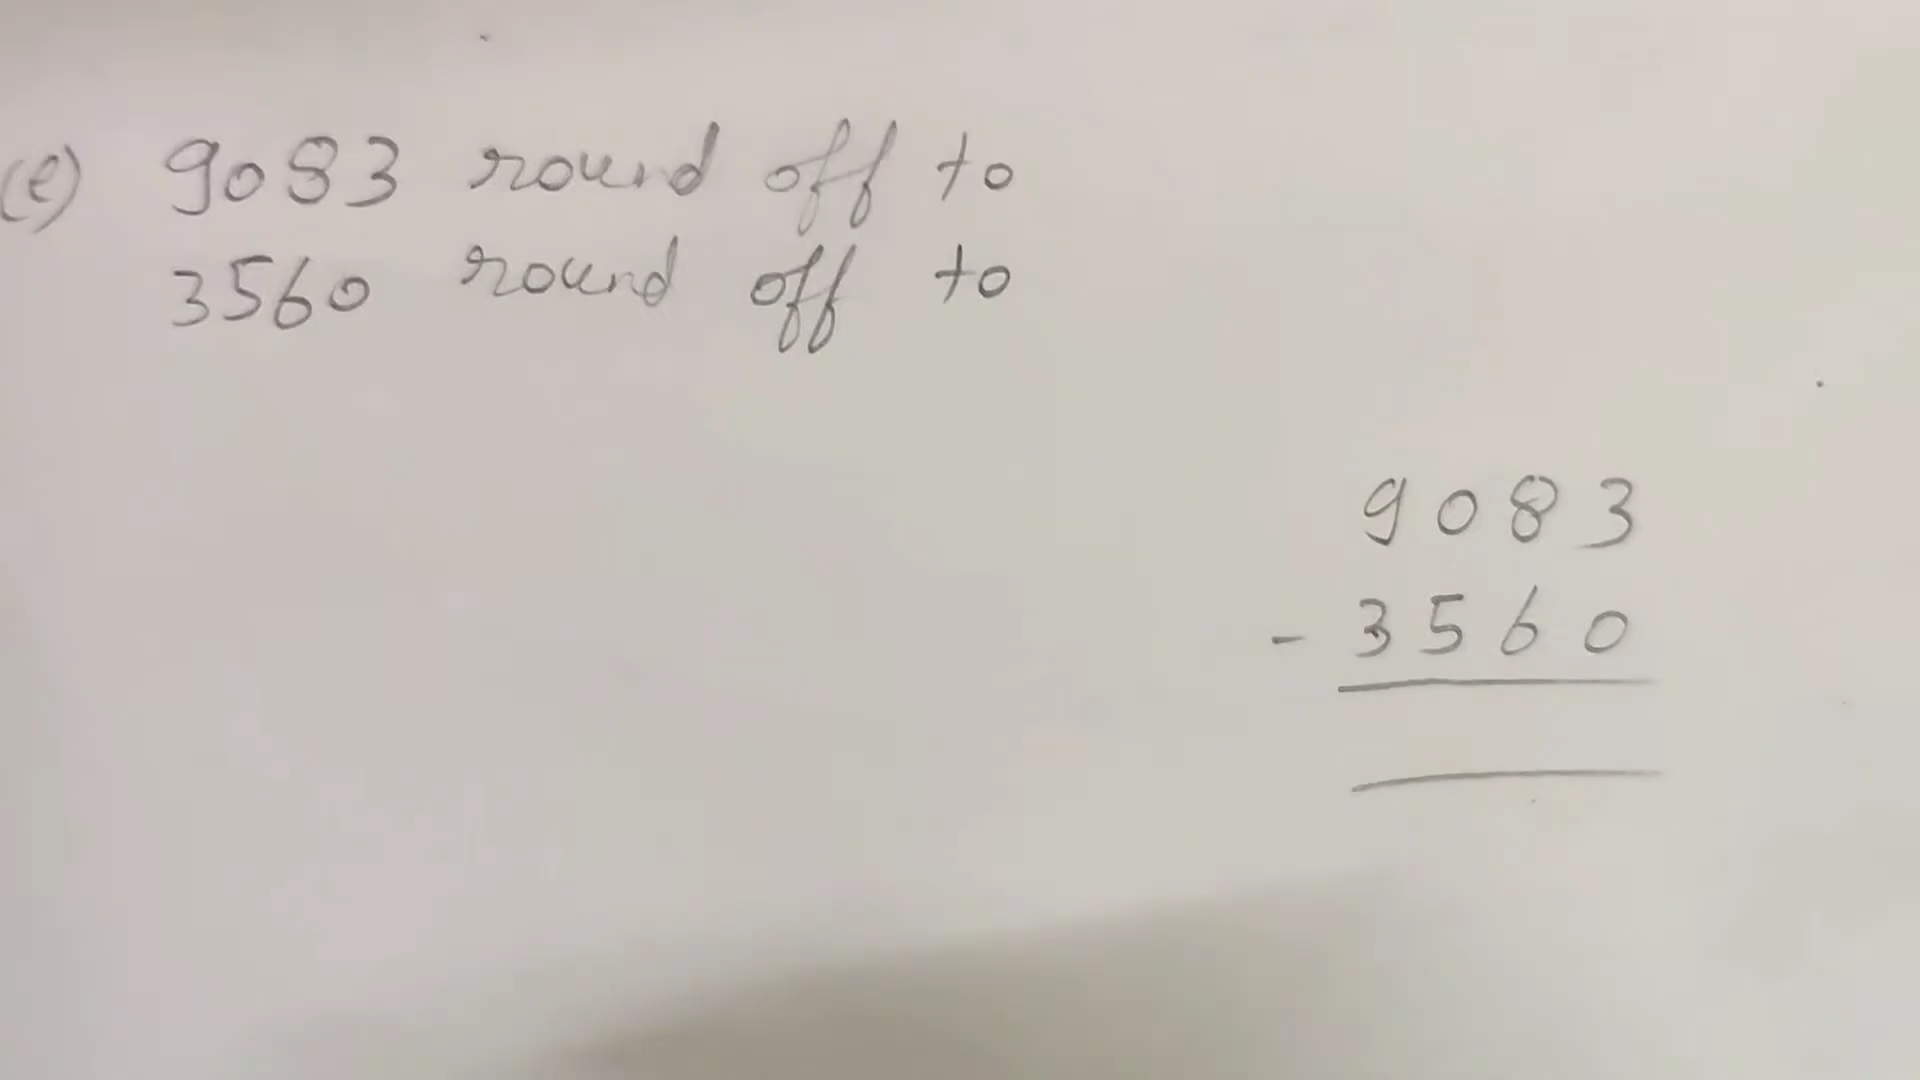 (e) 9083 round off to
3560 round off to
9083
- 3560